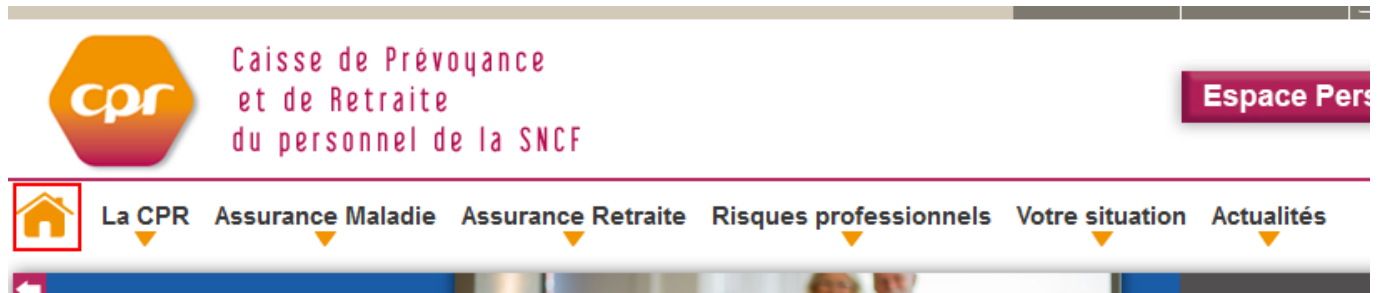 cpr
Caisse de Prévoyance
et de Retraite
du personnel de la SNCF
Espace Pers
La CPR Assurance Maladie Assurance Retraite Risques professionnels Votre situation Actualités